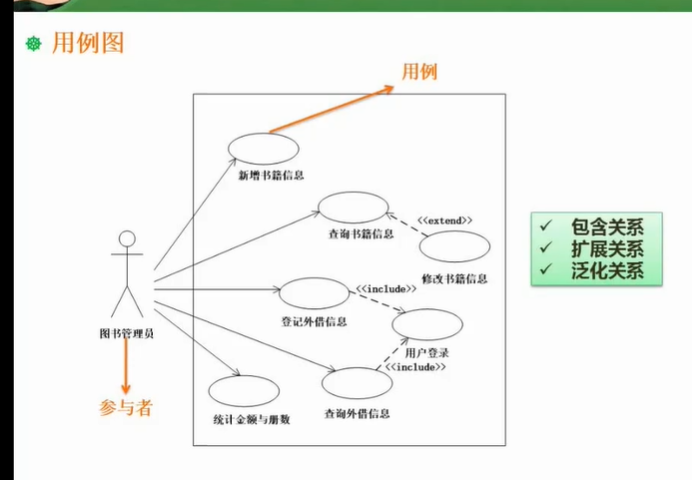 用例图
用例
新增书籍信息
查询书籍信息
<<extend>>
修改书籍信息
登记外借信息
<<include>>
用户登录
<<include>>
查询外借信息
统计金额与册数
图书管理员
参与者
✓ 包含关系
✓ 扩展关系
✓ 泛化关系